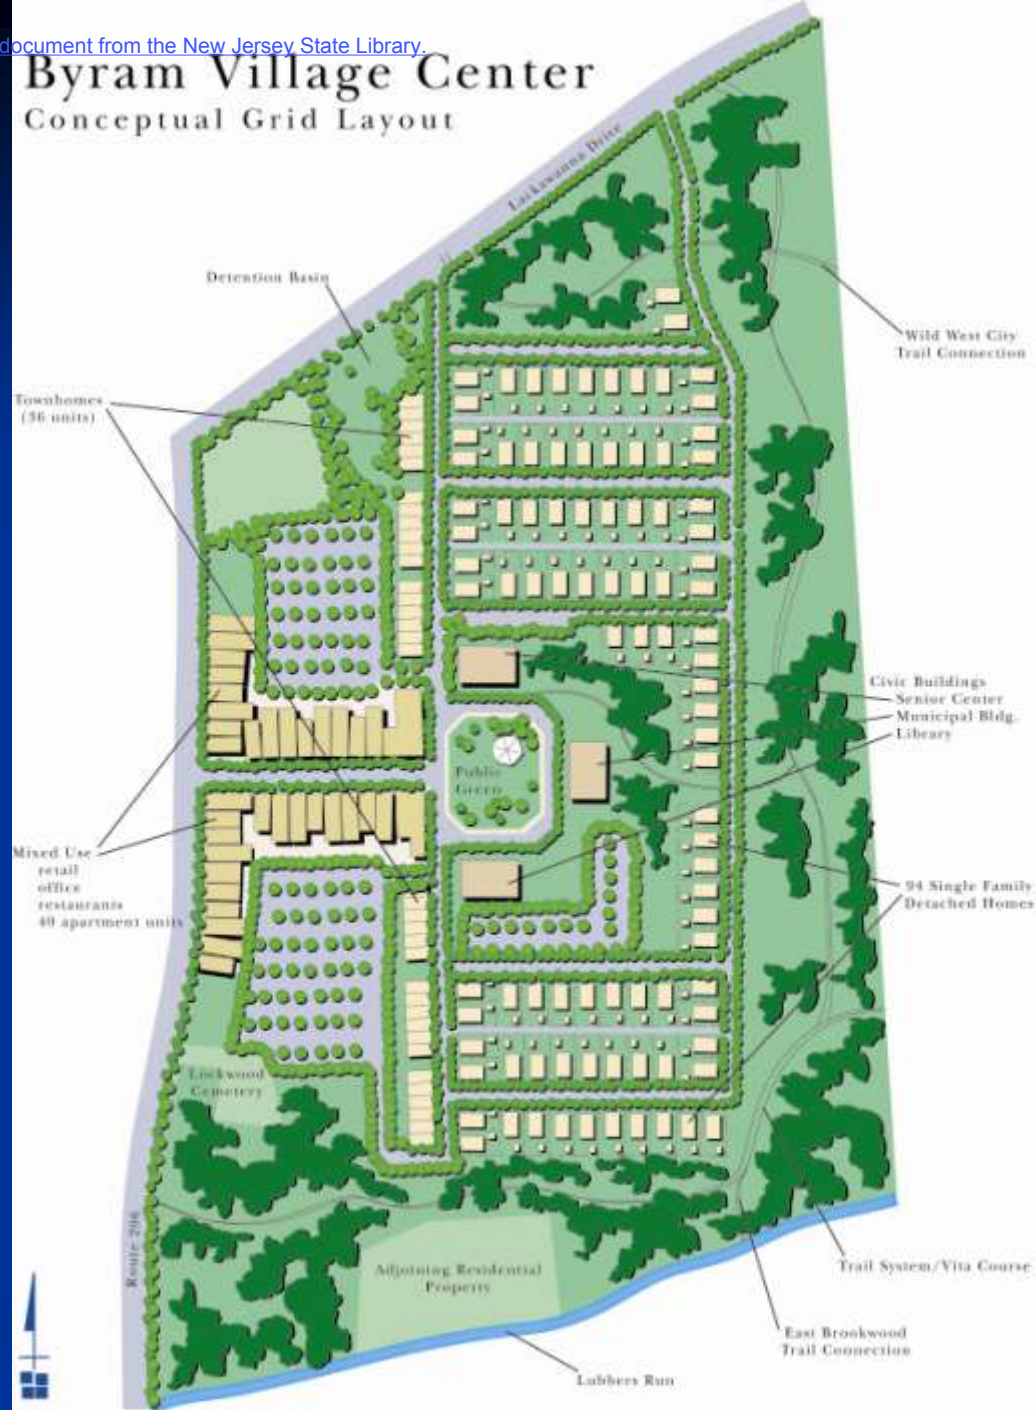 document from the New Jersey State Library.
Byram Village Center
Conceptual Grid Layout
Lackawanna Drive
Detention Basin
Wild West City
Trail Connection
Townhomes
(36 units)
Civic Buildings
Senior Center
Municipal Bldg.
Library
Public
Green
Mixed Use
retail
office
restaurants
49 apartment units
94 Single Family
Detached Homes
Lockwood
Cemetery
Route 206
Adjoining Residential
Property
Trail System/Vita Course
East Brookwood
Trail Connection
Lubbers Run